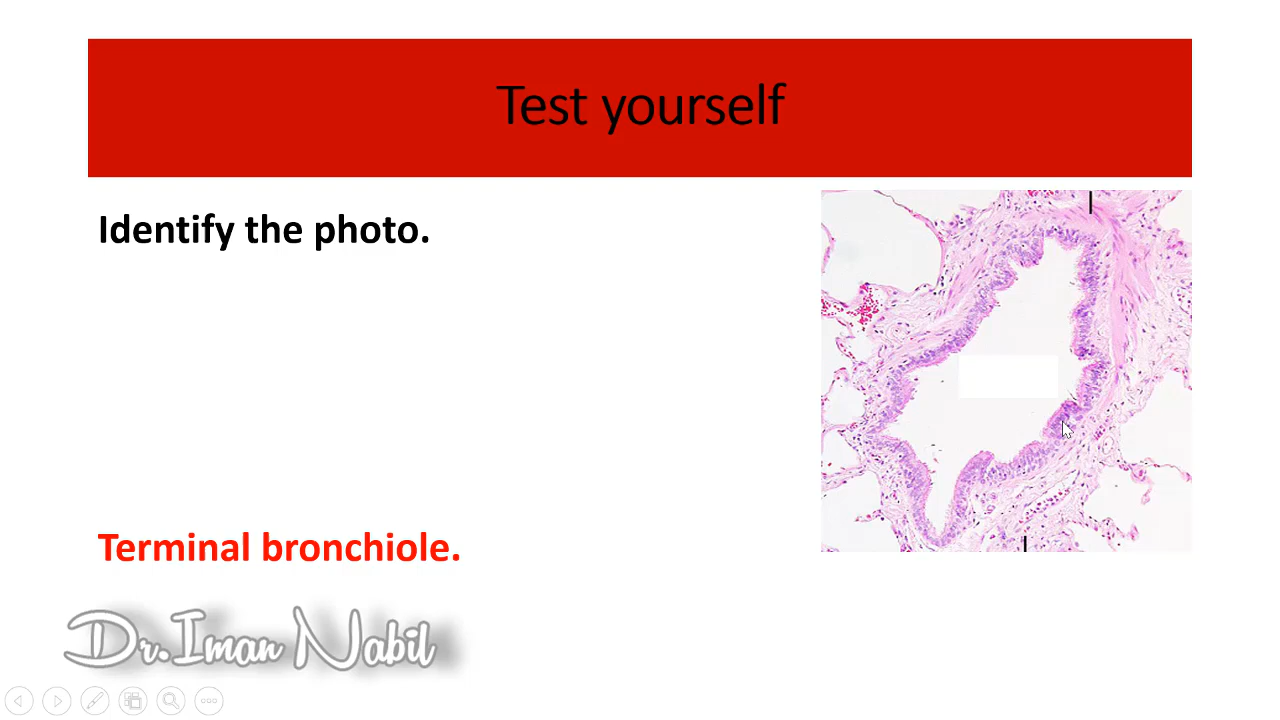 Test yourself
Identify the photo.
Terminal bronchiole.
Dr.Iman Nabil